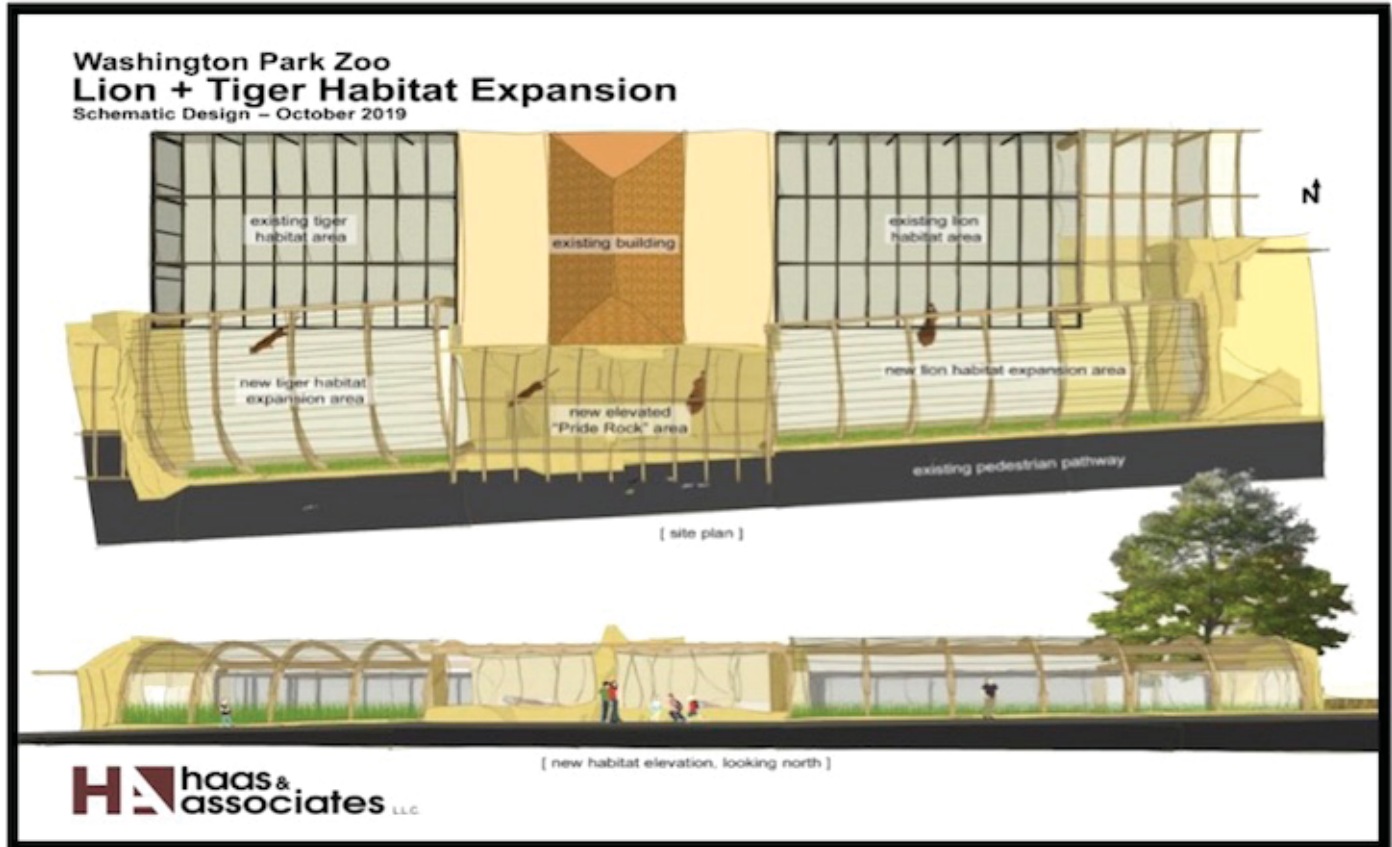 Washington Park Zoo
Lion + Tiger Habitat Expansion
Schematic Design – October 2019
N
existing tiger
habitat area
existing building
existing lion
habitat area
new tiger habitat
expansion area
new elevated
"Pride Rock" area
new lion habitat expansion area
existing pedestrian pathway
[ site plan ]
[ new habitat elevation, looking north ]
HA
haas &
associates L.L.C.